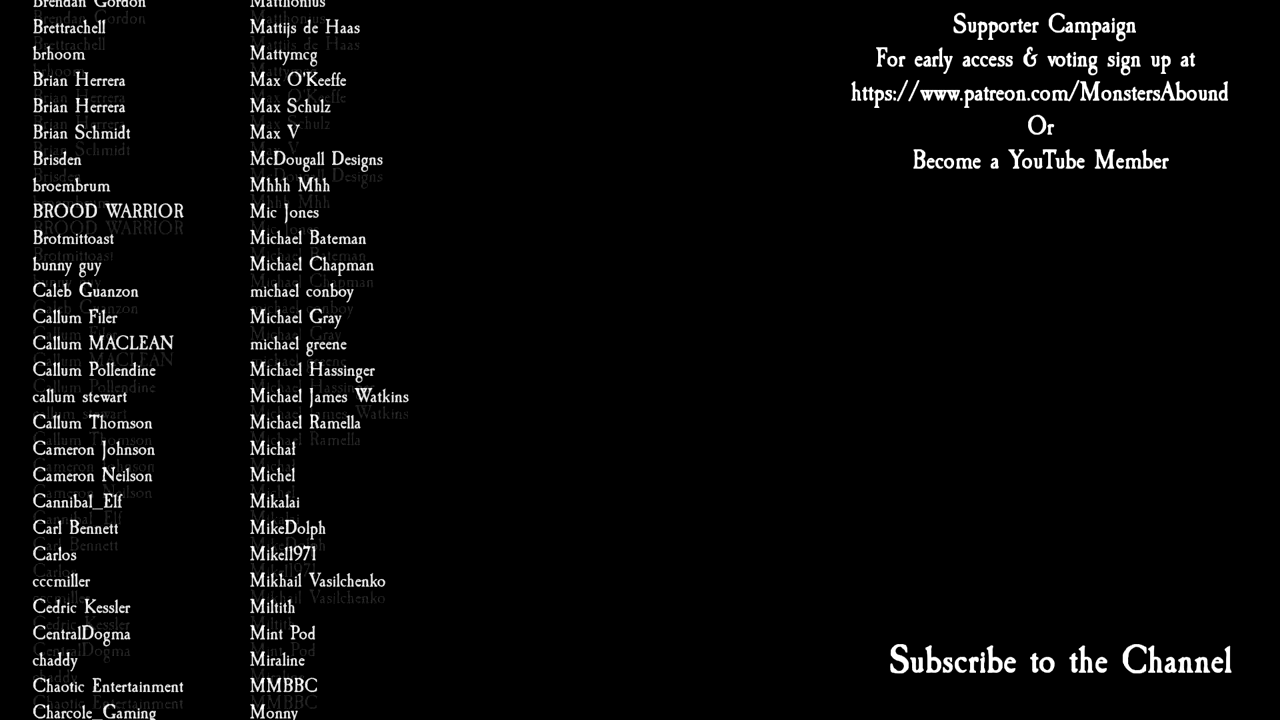 Brendan Gordon
Brettrachell
brhoom
Brian Herrera
Brian Herrera
Brian Schmidt
Brisden
broembrum
BROOD WARRIOR
Brotmittoast
bunny guy
Caleb Guanzon
Callum Filer
Callum MACLEAN
Callum Pollendine
callum stewart
Callum Thomson
Cameron Johnson
Cameron Neilson
Cannibal_Elf
Carl Bennett
Carlos
cccmiller
Cedric Kessler
CentralDogma
chaddy
Chaotic Entertainment
Charcole_Gaming
Matthonius
Mattijs de Haas
Mattymcg
Max O'Keeffe
Max Schulz
Max V
McDougall Designs
Mhhh Mhh
Mic Jones
Michael Bateman
Michael Chapman
michael conboy
Michael Gray
michael greene
Michael Hassinger
Michael James Watkins
Michael Ramella
Michał
Michel
Mikalai
MikeDolph
Mikel1971
Mikhail Vasilchenko
Miltith
Mint Pod
Miraline
MMBBC
Monny
Supporter Campaign
For early access & voting sign up at
https://www.patreon.com/MonstersAbound
Or
Become a YouTube Member
Subscribe to the Channel